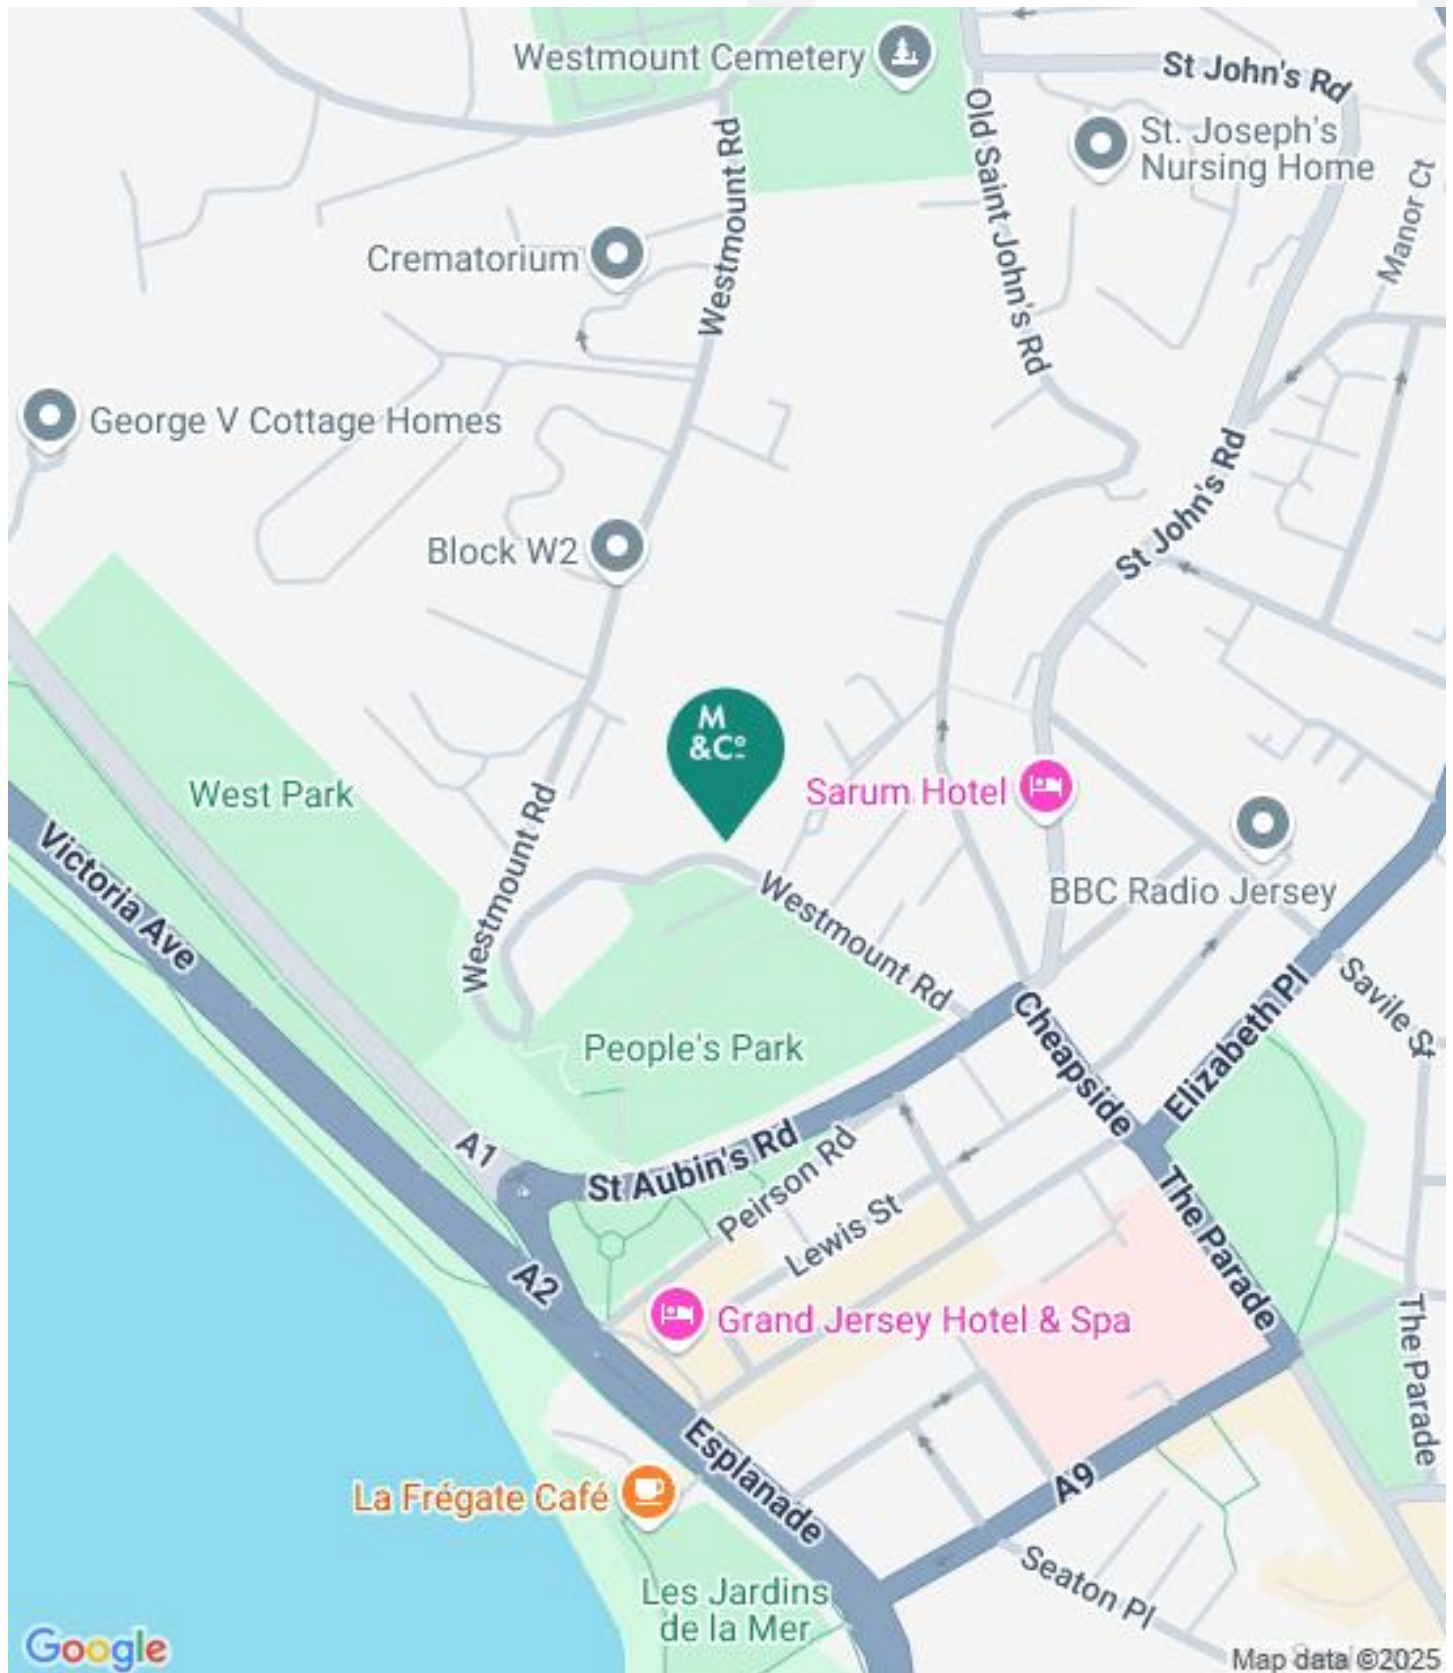 Westmount Cemetery
St John's Rd
St. Joseph's
Nursing Home
Old Saint John's Rd
Westmount Rd
Manor Ct
Crematorium
George V Cottage Homes
St John's Rd
Block W2
M
&Co
West Park
Sarum Hotel
Westmount Rd
Victoria Ave
BBC Radio Jersey
Westmount Rd
Savile St
Elizabeth Pl
Cheapside
People's Park
A1
St Aubin's Rd
Peirson Rd
Lewis St
The Parade
A2
Grand Jersey Hotel & Spa
The Parade
Esplanade
La Frégate Café
A9
Seaton Pl
Les Jardins
de la Mer
Google
Map data ©2025